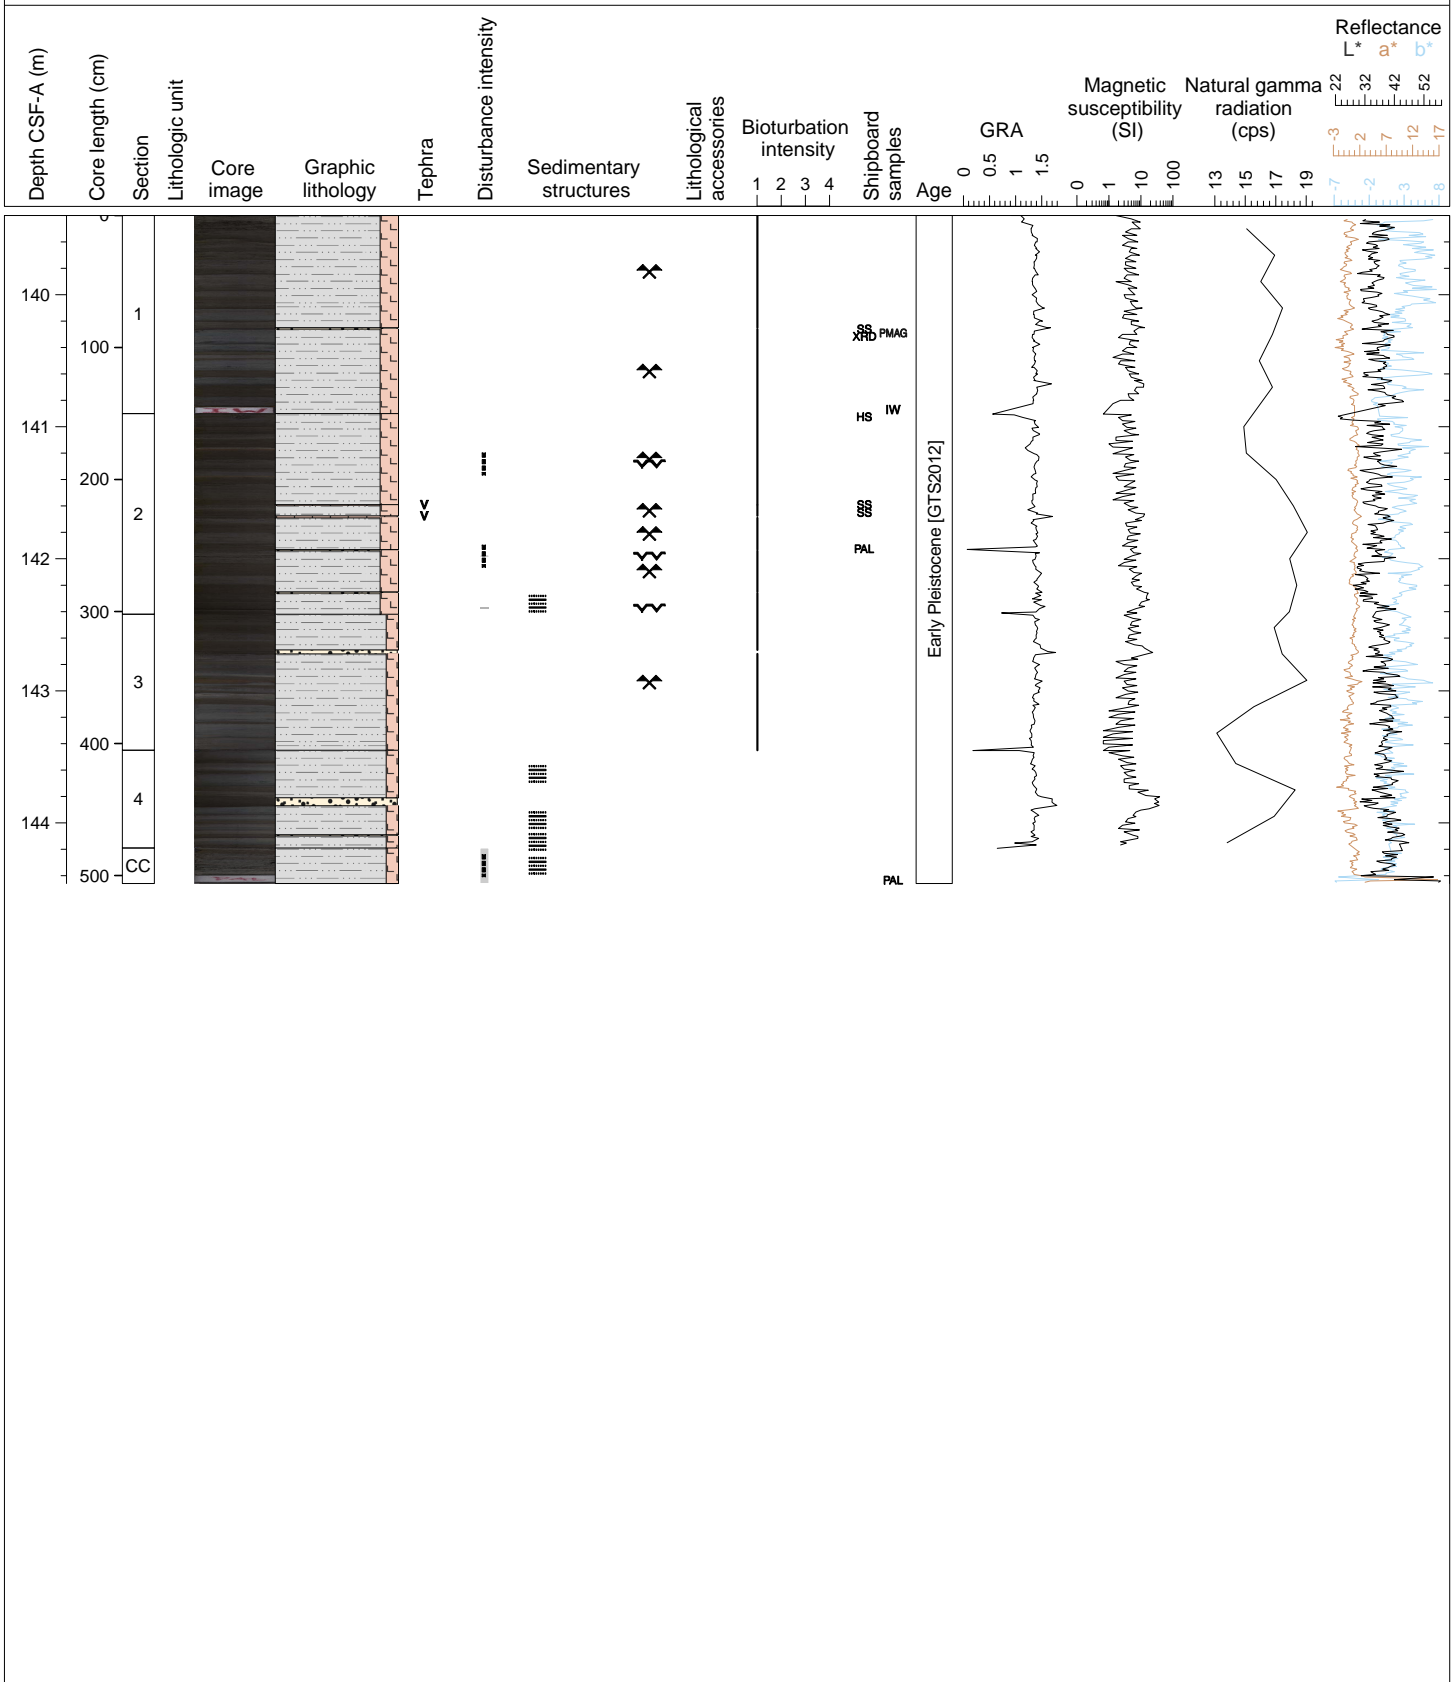 Depth CSF-A (m)
Core length (cm)
Section
Lithologic unit
Core image
Graphic lithology
Tephra
Disturbance intensity
Sedimentary structures
Lithological accessories
Bioturbation intensity
1 2 3 4
Shipboard samples
Age
GRA
0 0.5 1 1.5
Magnetic susceptibility (SI)
0 1 10 100
Natural gamma radiation (cps)
13 15 17 19
Reflectance
L* a* b*
22 32 42 52
-3 2 7 12 17
-7 -2 3 8
0
140
1
SS
XRD PMAG
100
IW
HS
141
200
V
SS
SS
2
V
SS
PAL
142
300
3
143
400
4
144
CC
500
PAL
Early Pleistocene [GTS2012]